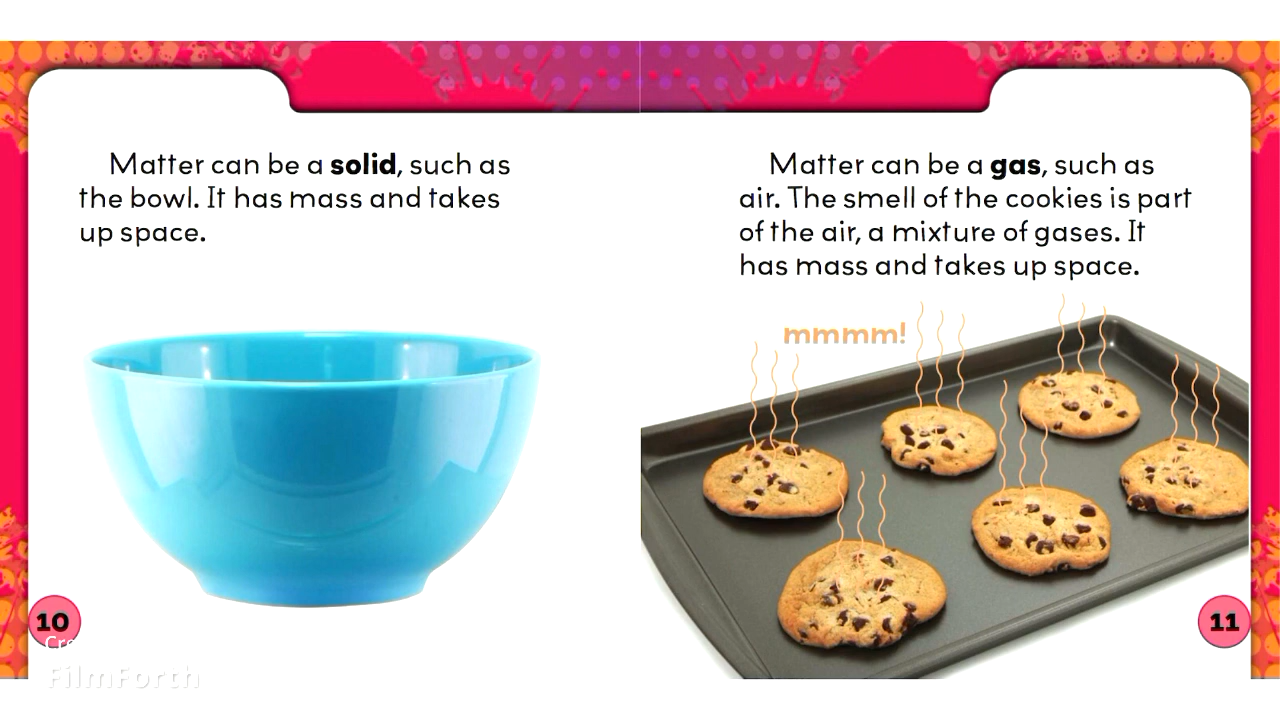 Matter can be a solid, such as
the bowl. It has mass and takes
up space.
10
Matter can be a gas, such as
air. The smell of the cookies is part
of the air, a mixture of gases. It
has mass and takes up space.
mmmm!
11
FilmForth